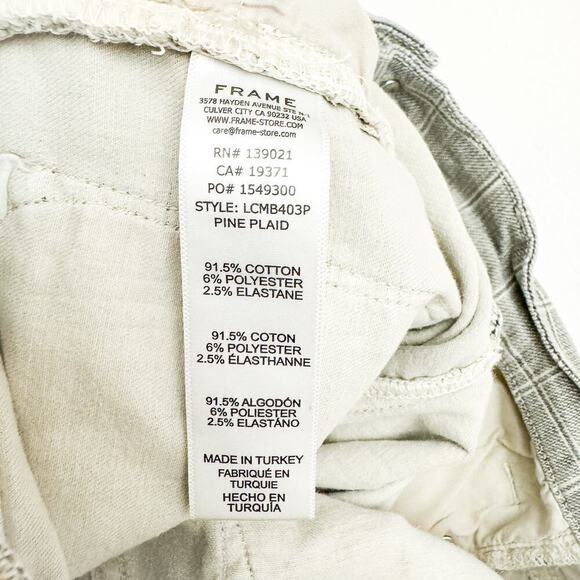 FRAME
3578 HAYDEN AVENUE STE N-1
CULVER CITY CA 90232 USA
WWW.FRAME-STORE.COM
care@frame-store.com
RN# 139021
CA# 19371
PO# 1549300
STYLE: LCMB403P
PINE PLAID
91.5% COTTON
6% POLYESTER
2.5% ELASTANE
91.5% COTON
6% POLYESTER
2.5% ÉLASTHANNE
91.5% ALGODÓN
6% POLIESTER
2.5% ELASTÁNO
MADE IN TURKEY
FABRIQUÉ EN
TURQUIE
HECHO EN
TURQUÍA